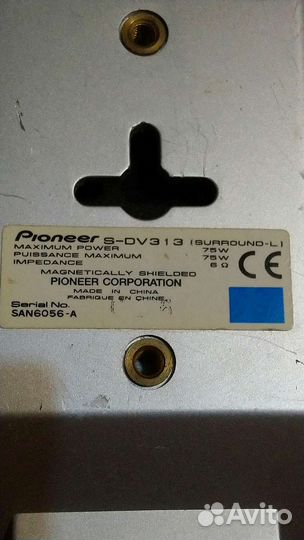 Pioneer S-DV313 (SURROUND-L)
MAXIMUM POWER 75W
PUISSANCE MAXIMUM 75W
IMPEDANCE 6Ω
CE
MAGNETICALLY SHIELDED
PIONEER CORPORATION
MADE IN CHINA
FABRIQUE EN CHINE
Serial No.
SAN6056-A
Avito